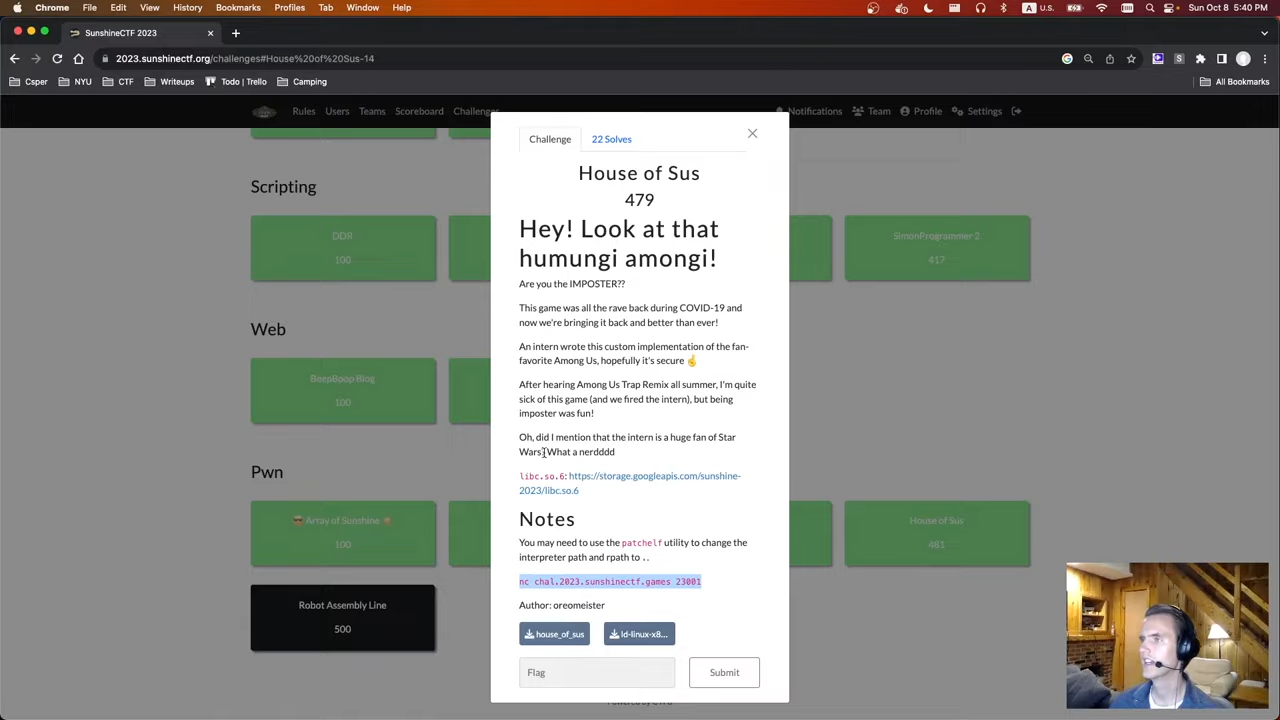 Chrome File Edit View History Bookmarks Profiles Tab Window Help
U.S. Sun Oct 8 5:40 PM
SunshineCTF 2023
2023.sunshinectf.org/challenges#House%20of%20Sus-14
Csper NYU CTF Writeups Todd | Trello Camping All Bookmarks
Rules Users Teams Scoreboard Notifications Team Profile Settings
Challenge 22 Solves
House of Sus
479
Hey! Look at that
humungi amongi!
Are you the IMPOSTER??
This game was all the rave back during COVID-19 and
now we're bringing it back and better than ever!
An intern wrote this custom implementation of the fan-
favorite Among Us, hopefully it's secure 🤞
After hearing Among Us Trap Remix all summer, I'm quite
sick of this game (and we fired the intern), but being
imposter was fun!
Oh, did I mention that the intern is a huge fan of Star
Wars? What a nerdddd
libc.so.6: https://storage.googleapis.com/sunshine-
2023/libc.so.6
Notes
You may need to use the patchelf utility to change the
interpreter path and rpath to . .
nc chal.2023.sunshinectf.games 23001
Author: oreomeister
house_of_sus ld-linux-x8...
Flag Submit
Scripting
DDR
100
SimonProgrammer 2
417
Web
BeepBoop Blog
100
Pwn
😎 Array of Sunshine ☀️
100
House of Sus
481
Robot Assembly Line
500